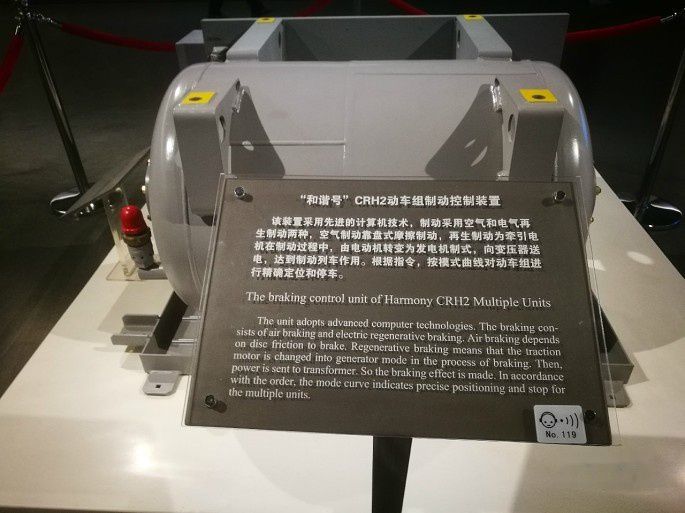 “和谐号”CRH2动车组制动控制装置
该装置采用先进的计算机技术，制动采用空气和电气再
生制动两种，空气制动靠盘式摩擦制动，再生制动为牵引电
机在制动过程中，由电动机转变为发电机制式，向变压器送
电，达到制动列车作用。根据指令，按模式曲线对动车组进
行精确定位和停车。
The braking control unit of Harmony CRH2 Multiple Units
The unit adopts advanced computer technologies. The braking con-
sists of air braking and electric regenerative braking. Air braking depends
on disc friction to brake. Regenerative braking means that the traction
motor is changed into generator mode in the process of braking. Then,
power is sent to transformer. So the braking effect is made. In accordance
with the order, the mode curve indicates precise positioning and stop for
the multiple units.
No. 119